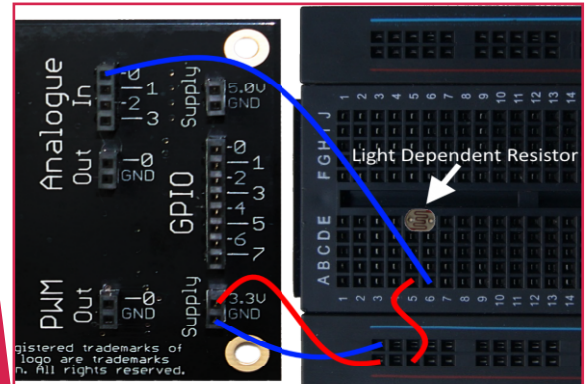 Analogue
In
-0
-1
-2
-3
Supply
5.0V
GND
Out
-0
GND
GPIO
-0
-1
-2
-3
-4
-5
-6
-7
PWM
Out
-0
GND
Supply
3.3V
GND
gistered trademarks of
logo are trademarks
n. All rights reserved.
1 2 3 4 5 6 7 8 9 10 11 12 13 14
F G H I J
Light Dependent Resistor
A B C D E
1 2 3 4 5 6 7 8 9 10 11 12 13 14